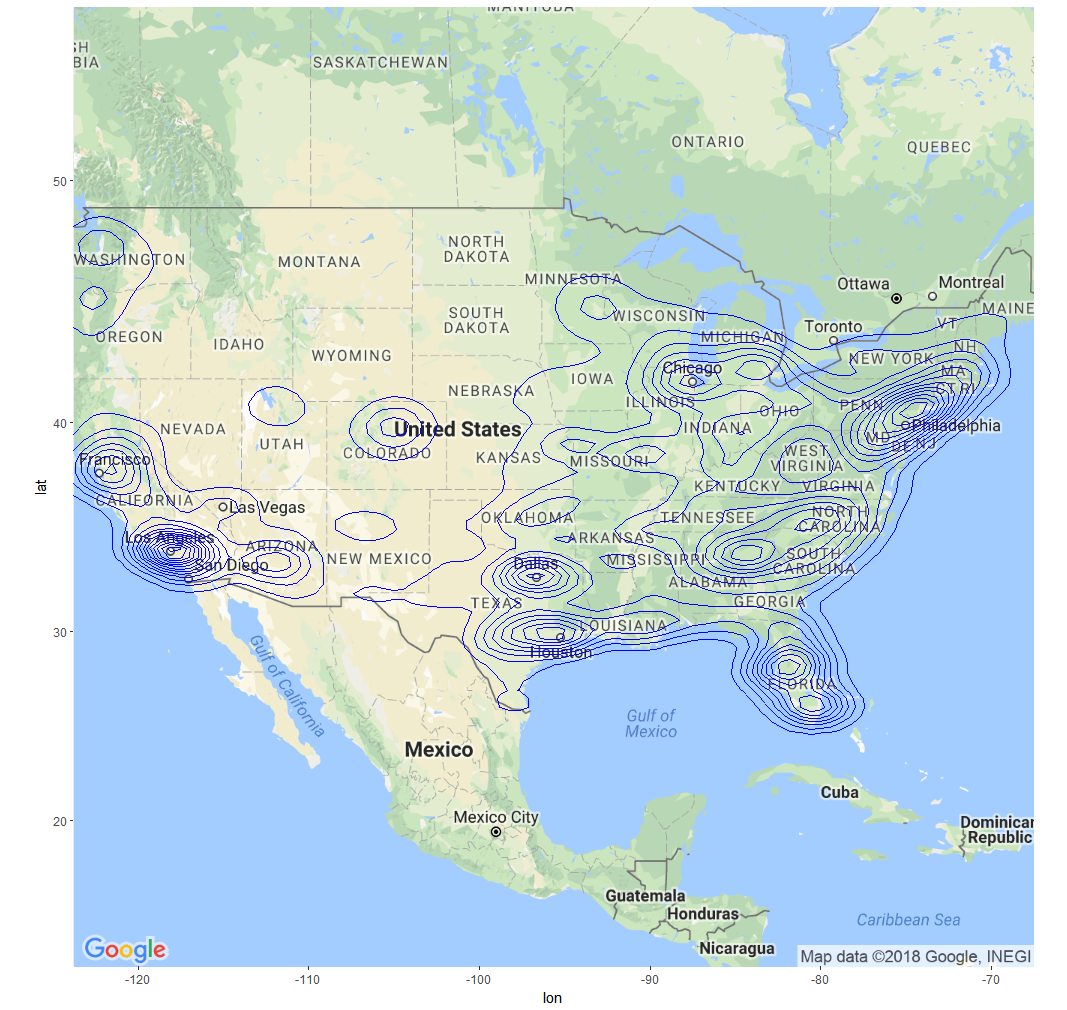 MANITOBA
SH
BIA
SASKATCHEWAN
ONTARIO
QUEBEC
50
NORTH
DAKOTA
WASHINGTON
MONTANA
MINNESOTA
Ottawa
Montreal
MAINE
SOUTH
DAKOTA
WISCONSIN
VT
OREGON
IDAHO
MICHIGAN
Toronto
NH
WYOMING
NEW YORK
MA
Chicago
IOWA
CT RI
NEBRASKA
ILLINOIS
OHIO
PENN
40
NEVADA
United States
INDIANA
Philadelphia
MD
DE NJ
UTAH
COLORADO
KANSAS
MISSOURI
WEST
VIRGINIA
Francisco
KENTUCKY
VIRGINIA
lat
CALIFORNIA
Las Vegas
OKLAHOMA
TENNESSEE
NORTH
CAROLINA
Los Angeles
ARIZONA
ARKANSAS
NEW MEXICO
MISSISSIPPI
SOUTH
CAROLINA
San Diego
Dallas
ALABAMA
TEXAS
GEORGIA
30
LOUISIANA
Houston
Gulf of California
FLORIDA
Gulf of
Mexico
Mexico
Cuba
20
Mexico City
Dominican
Republic
Guatemala
Honduras
Caribbean Sea
Nicaragua
Google
Map data ©2018 Google, INEGI
-120
-110
-100
-90
-80
-70
lon